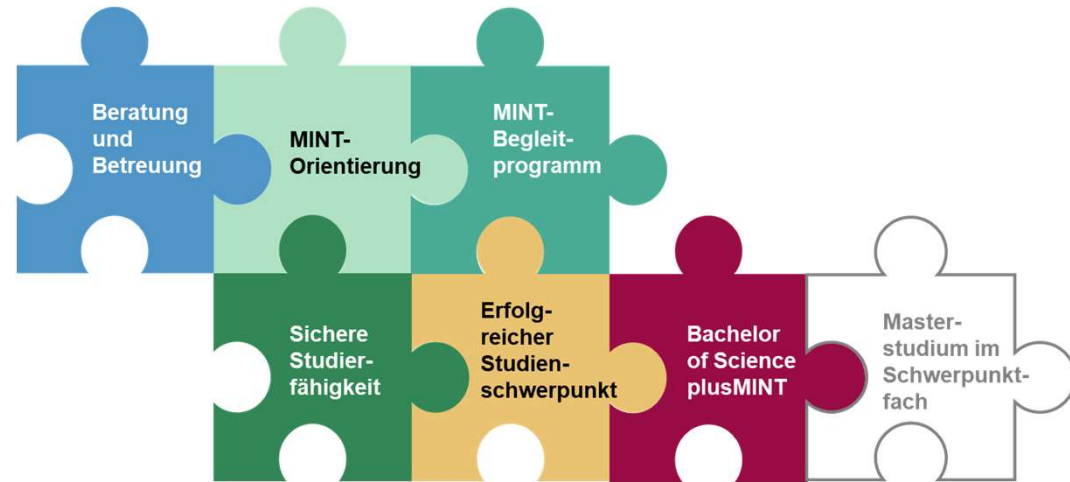 Beratung
und
Betreuung
MINT-
Orientierung
MINT-
Begleit-
programm
Sichere
Studier-
fähigkeit
Erfolg-
reicher
Studien-
schwerpunkt
Bachelor
of Science
plusMINT
Master-
studium im
Schwerpunkt-
fach